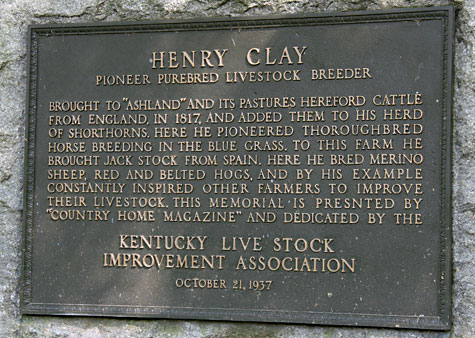 HENRY CLAY
PIONEER PUREBRED LIVESTOCK BREEDER
BROUGHT TO "ASHLAND" AND ITS PASTURES HEREFORD CATTLE
FROM ENGLAND, IN 1817, AND ADDED THEM TO HIS HERD
OF SHORTHORNS. HERE HE PIONEERED THOROUGHBRED
HORSE BREEDING IN THE BLUE GRASS. TO THIS FARM HE
BROUGHT JACK STOCK FROM SPAIN. HERE HE BRED MERINO
SHEEP, RED AND BELTED HOGS, AND BY HIS EXAMPLE
CONSTANTLY INSPIRED OTHER FARMERS TO IMPROVE
THEIR LIVESTOCK. THIS MEMORIAL IS PRESNTED BY
"COUNTRY HOME MAGAZINE" AND DEDICATED BY THE
KENTUCKY LIVE STOCK
IMPROVEMENT ASSOCIATION
OCTOBER 21, 1937